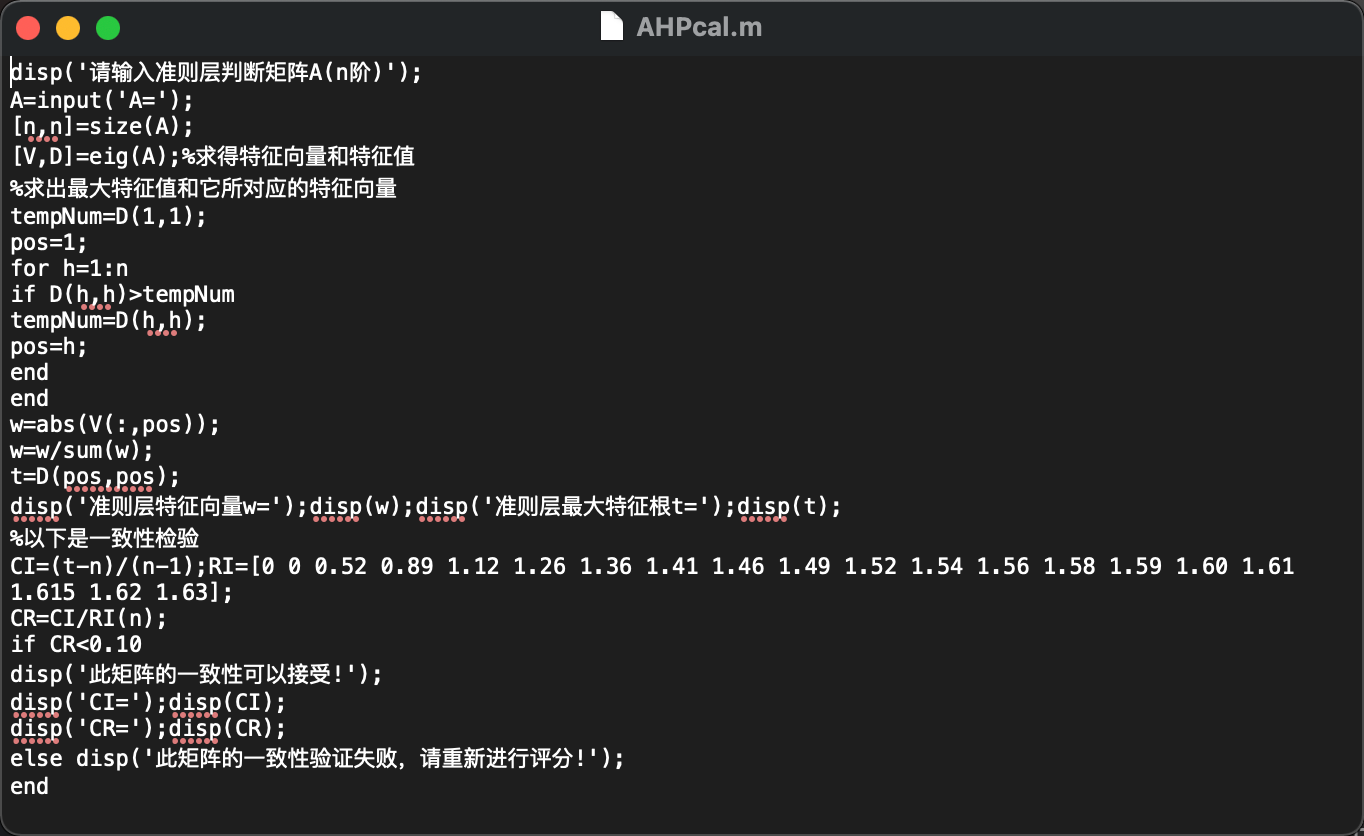 AHPcal.m
disp('请输入准则层判断矩阵A(n阶)');
A=input('A=');
[n,n]=size(A);
[V,D]=eig(A);%求得特征向量和特征值
%求出最大特征值和它所对应的特征向量
tempNum=D(1,1);
pos=1;
for h=1:n
if D(h,h)>tempNum
tempNum=D(h,h);
pos=h;
end
end
w=abs(V(:,pos));
w=w/sum(w);
t=D(pos,pos);
disp('准则层特征向量w=');disp(w);disp('准则层最大特征根t=');disp(t);
%以下是一致性检验
CI=(t-n)/(n-1);RI=[0 0 0.52 0.89 1.12 1.26 1.36 1.41 1.46 1.49 1.52 1.54 1.56 1.58 1.59 1.60 1.61
1.615 1.62 1.63];
CR=CI/RI(n);
if CR<0.10
disp('此矩阵的一致性可以接受!');
disp('CI=');disp(CI);
disp('CR=');disp(CR);
else disp('此矩阵的一致性验证失败，请重新进行评分!');
end